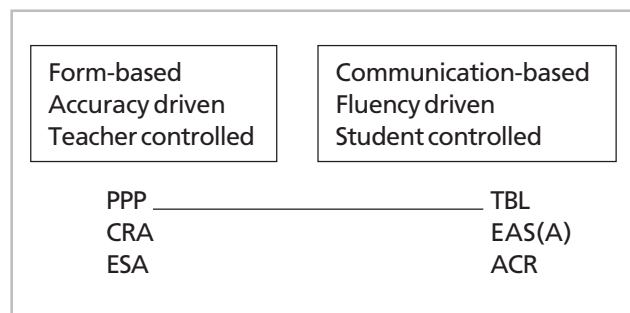 Form-based
Accuracy driven
Teacher controlled
Communication-based
Fluency driven
Student controlled
PPP TBL
CRA EAS(A)
ESA ACR